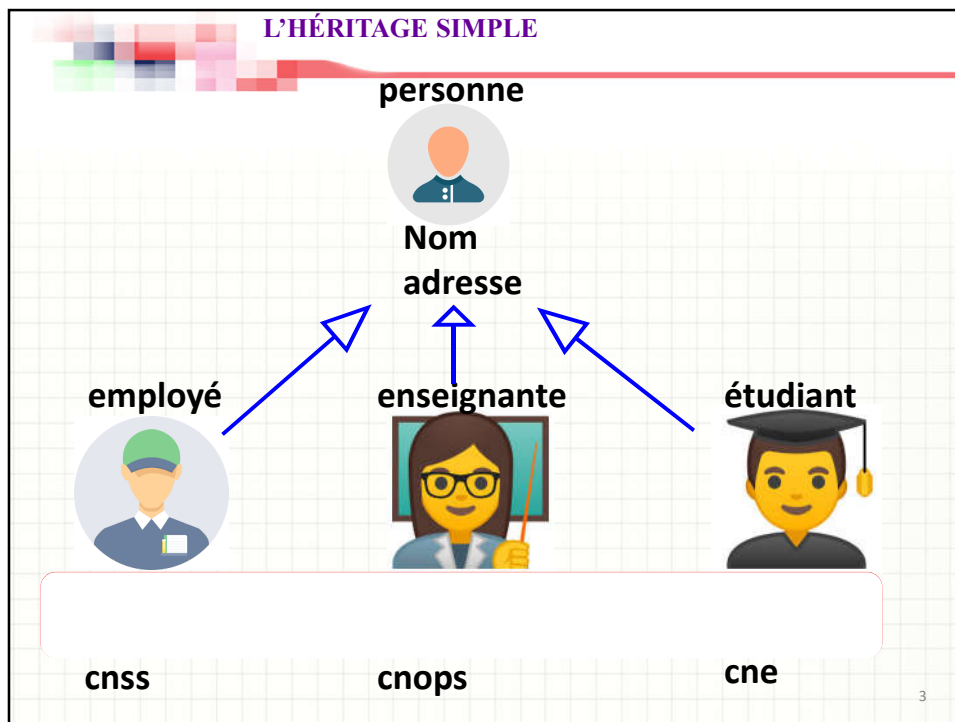 L'HÉRITAGE SIMPLE
personne
Nom
adresse
employé
enseignante
étudiant
cnss
cnops
cne
3